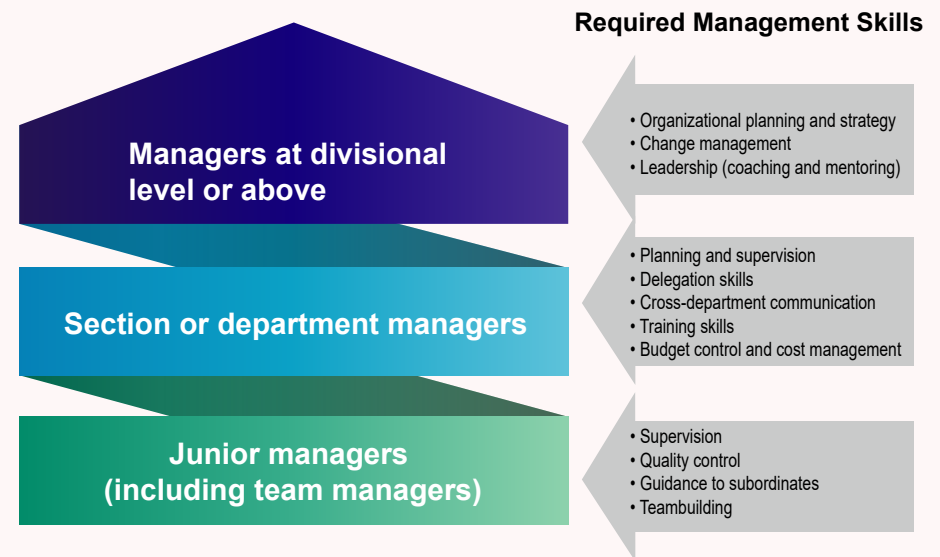 Required Management Skills
Managers at divisional
level or above
• Organizational planning and strategy
• Change management
• Leadership (coaching and mentoring)
Section or department managers
• Planning and supervision
• Delegation skills
• Cross-department communication
• Training skills
• Budget control and cost management
Junior managers
(including team managers)
• Supervision
• Quality control
• Guidance to subordinates
• Teambuilding